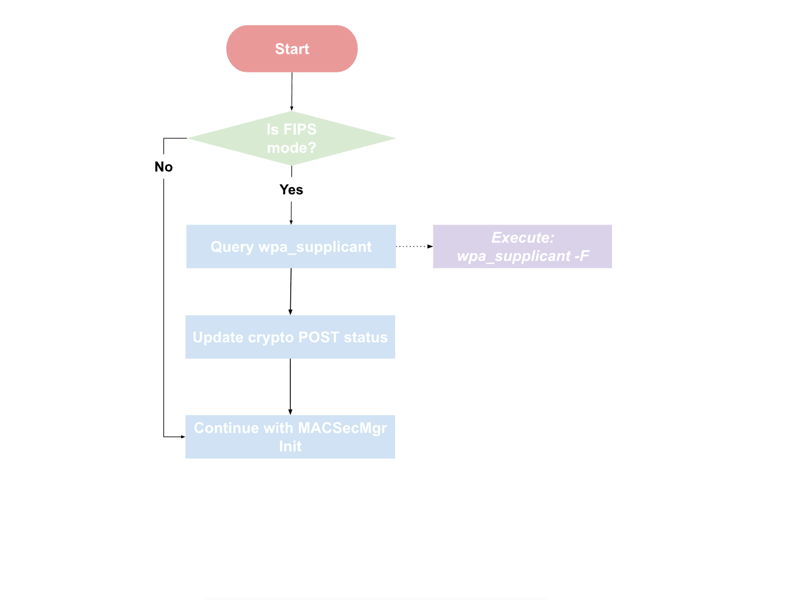 Start
Is FIPS
mode?
No
Yes
Query wpa_supplicant
Execute:
wpa_supplicant -F
Update crypto POST status
Continue with MACSecMgr
Init